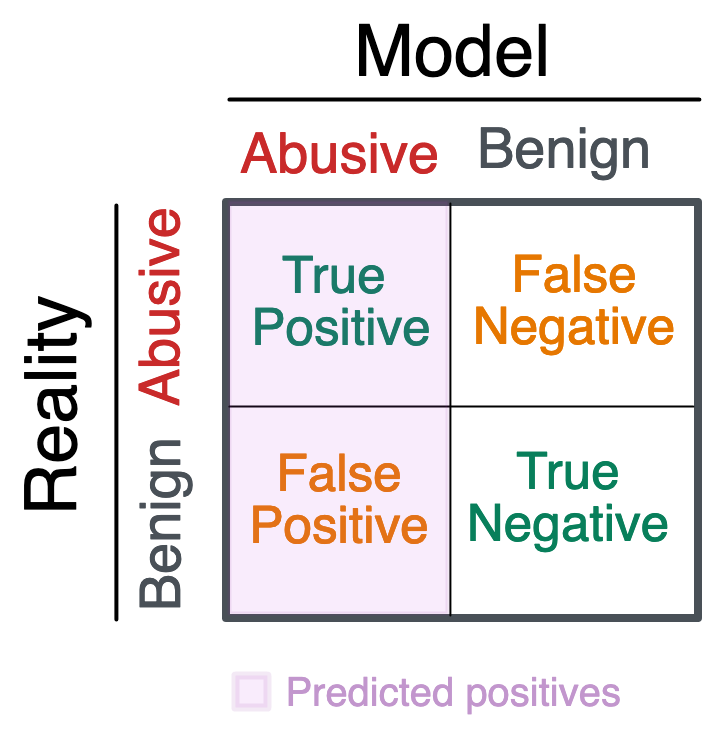 Model
Abusive Benign
Reality
Abusive
Benign
True
Positive
False
Negative
False
Positive
True
Negative
Predicted positives